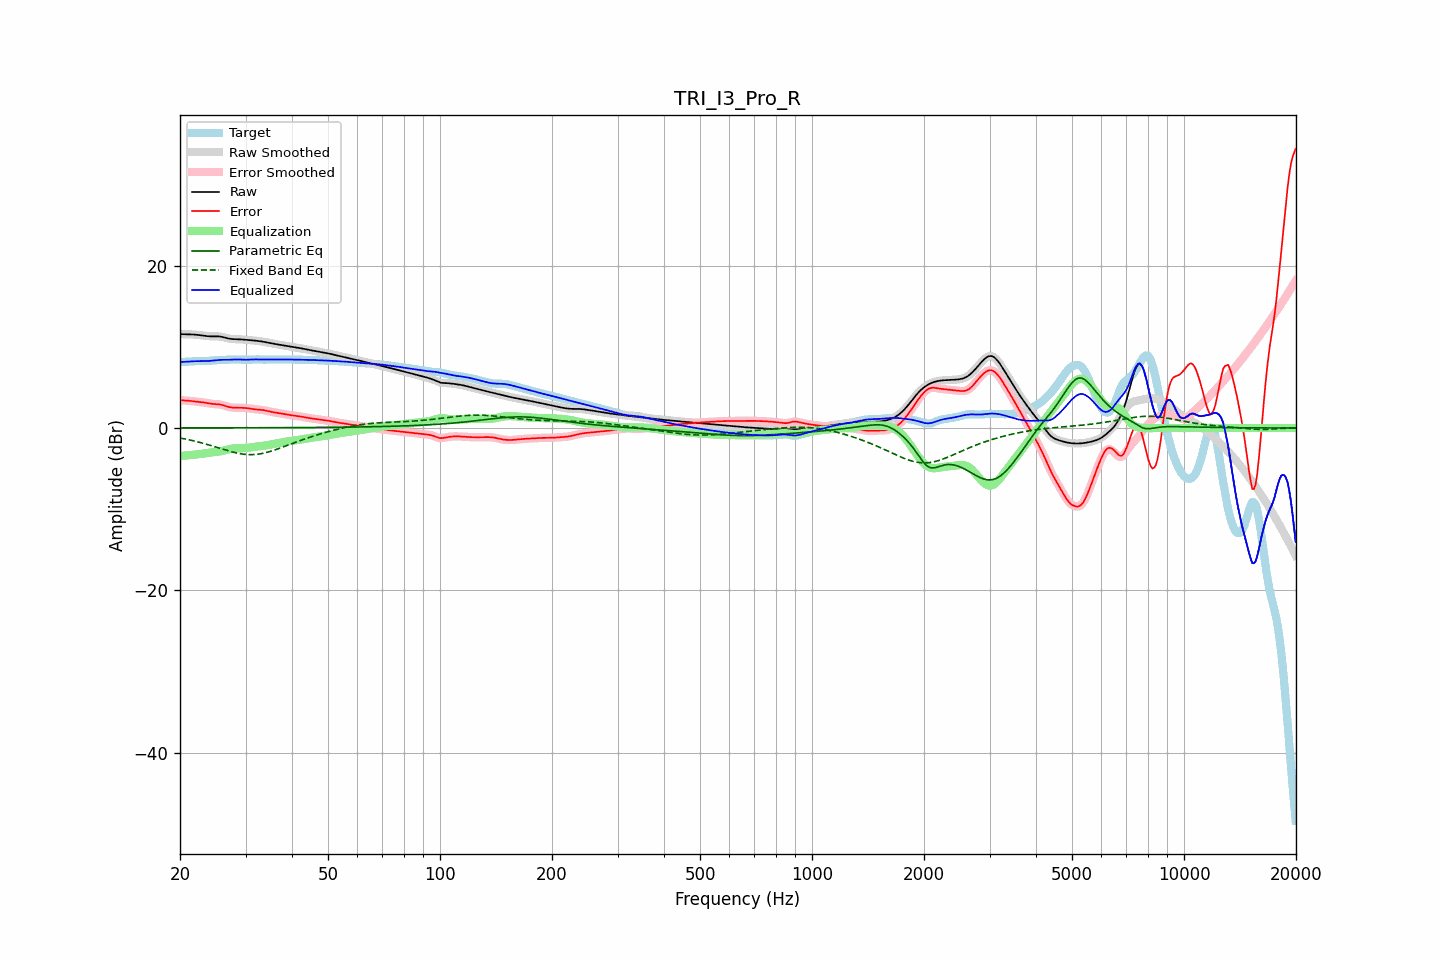 TRI_I3_Pro_R
Target
Raw Smoothed
Error Smoothed
Raw
Error
Equalization
Parametric Eq
Fixed Band Eq
Equalized
Amplitude (dBr)
20
0
−20
−40
20 50 100 200 500 1000 2000 5000 10000 20000
Frequency (Hz)